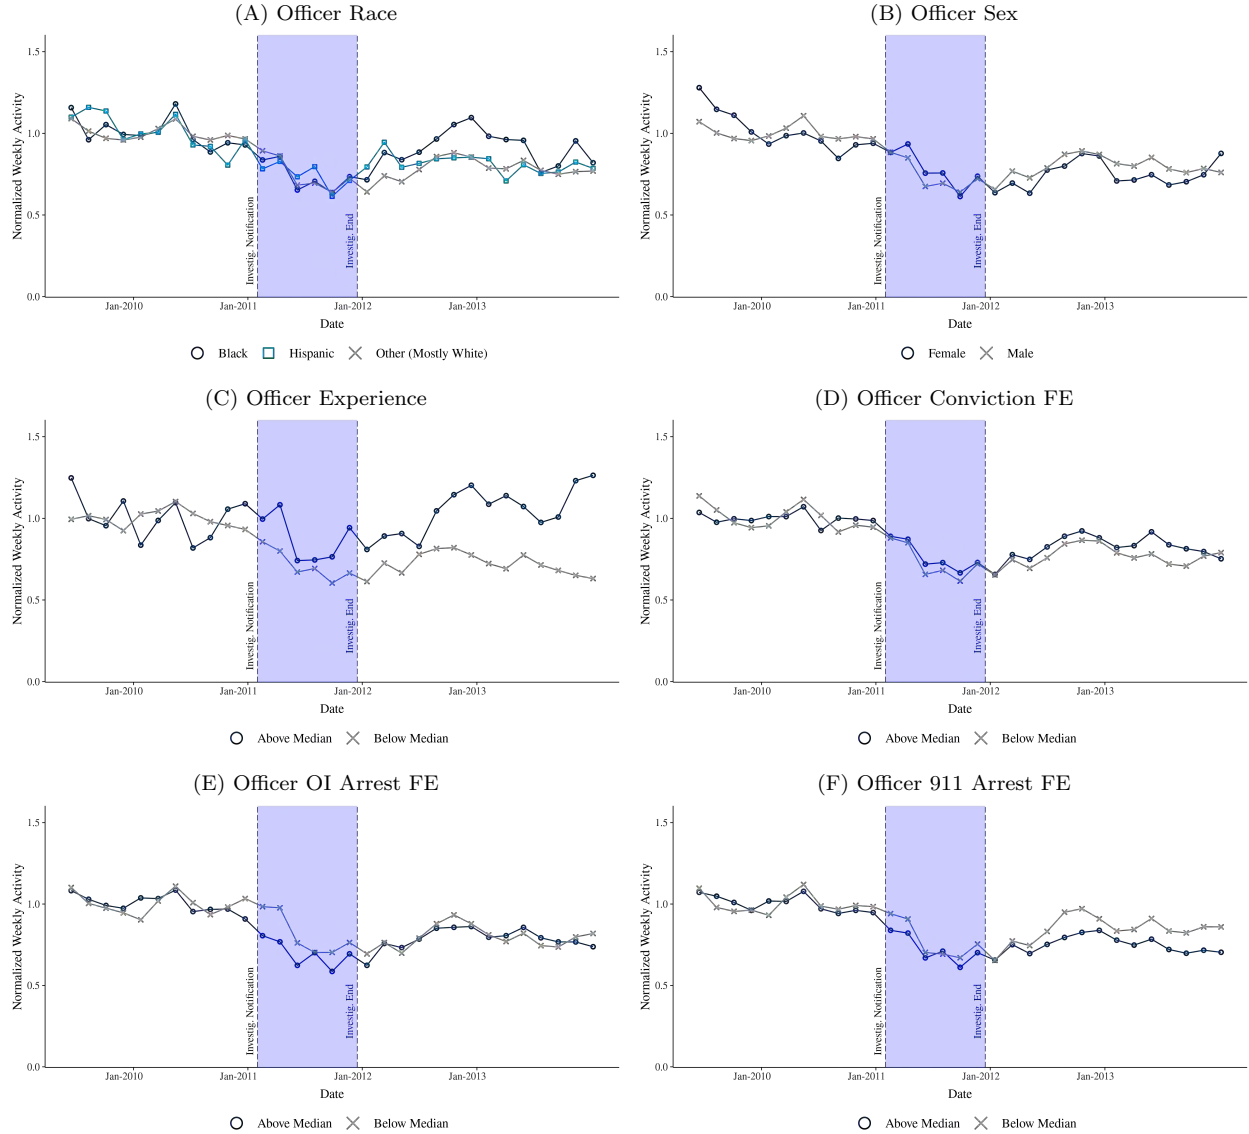 (A) Officer Race
Normalized Weekly Activity
1.5
1.0
0.5
0.0
Investig. Notification
Investig. End
Jan-2010
Jan-2011
Jan-2012
Jan-2013
Date
Black
Hispanic
Other (Mostly White)
(B) Officer Sex
Normalized Weekly Activity
1.5
1.0
0.5
0.0
Investig. Notification
Investig. End
Jan-2010
Jan-2011
Jan-2012
Jan-2013
Date
Female
Male
(C) Officer Experience
Normalized Weekly Activity
1.5
1.0
0.5
0.0
Investig. Notification
Investig. End
Jan-2010
Jan-2011
Jan-2012
Jan-2013
Date
Above Median
Below Median
(D) Officer Conviction FE
Normalized Weekly Activity
1.5
1.0
0.5
0.0
Investig. Notification
Investig. End
Jan-2010
Jan-2011
Jan-2012
Jan-2013
Date
Above Median
Below Median
(E) Officer OI Arrest FE
Normalized Weekly Activity
1.5
1.0
0.5
0.0
Investig. Notification
Investig. End
Jan-2010
Jan-2011
Jan-2012
Jan-2013
Date
Above Median
Below Median
(F) Officer 911 Arrest FE
Normalized Weekly Activity
1.5
1.0
0.5
0.0
Investig. Notification
Investig. End
Jan-2010
Jan-2011
Jan-2012
Jan-2013
Date
Above Median
Below Median